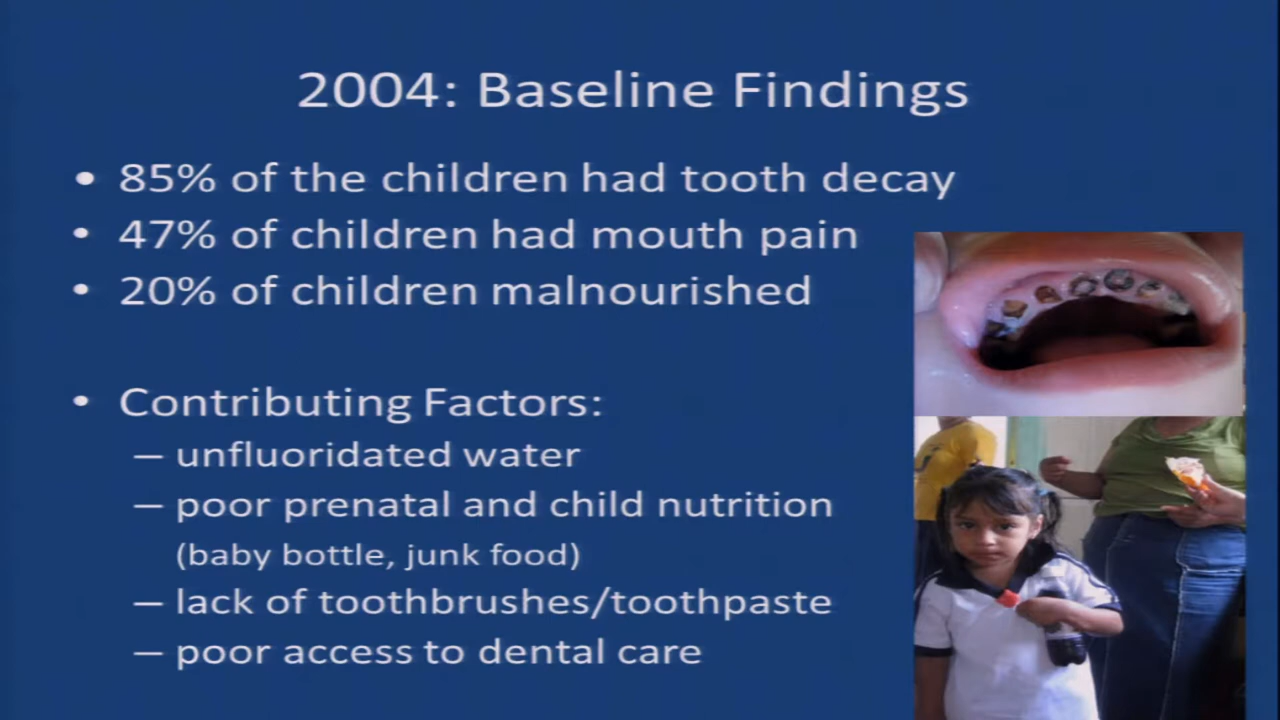 2004: Baseline Findings
• 85% of the children had tooth decay
• 47% of children had mouth pain
• 20% of children malnourished
• Contributing Factors:
– unfluoridated water
– poor prenatal and child nutrition
(baby bottle, junk food)
– lack of toothbrushes/toothpaste
– poor access to dental care